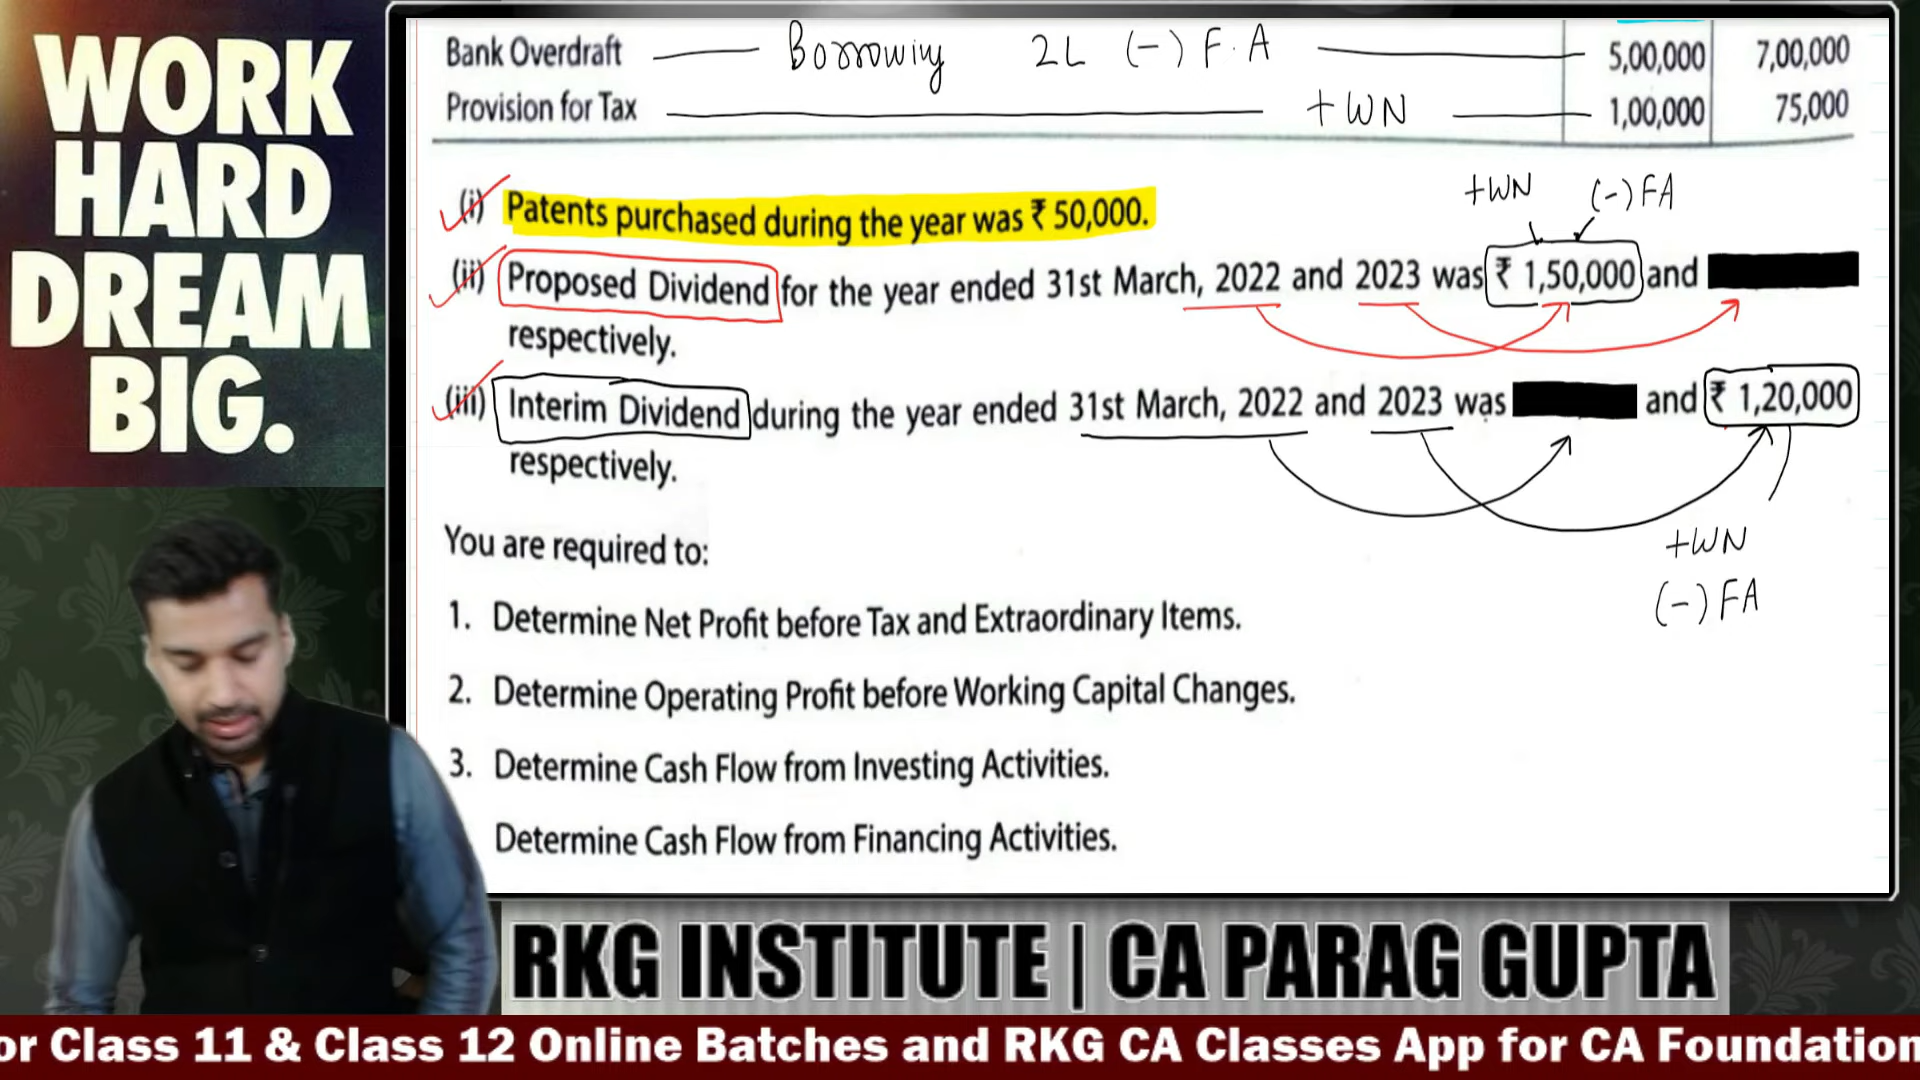 WORK
HARD
DREAM
BIG.
Bank Overdraft Borrowing 2L (-) F.A 5,00,000 7,00,000
Provision for Tax + WN 1,00,000 75,000
+WN (-) FA
(i) Patents purchased during the year was ₹ 50,000.
(ii) Proposed Dividend for the year ended 31st March, 2022 and 2023 was ₹ 1,50,000 and
respectively.
(iii) Interim Dividend during the year ended 31st March, 2022 and 2023 was and ₹ 1,20,000
respectively.
+WN
(-) FA
You are required to:
1. Determine Net Profit before Tax and Extraordinary Items.
2. Determine Operating Profit before Working Capital Changes.
3. Determine Cash Flow from Investing Activities.
Determine Cash Flow from Financing Activities.
RKG INSTITUTE | CA PARAG GUPTA
or Class 11 & Class 12 Online Batches and RKG CA Classes App for CA Foundation